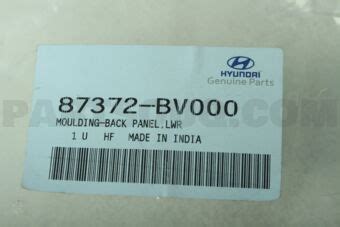 HYUNDAI
Genuine Parts
87372-BV000
MOULDING-BACK PANEL.LWR
1 U HF MADE IN INDIA